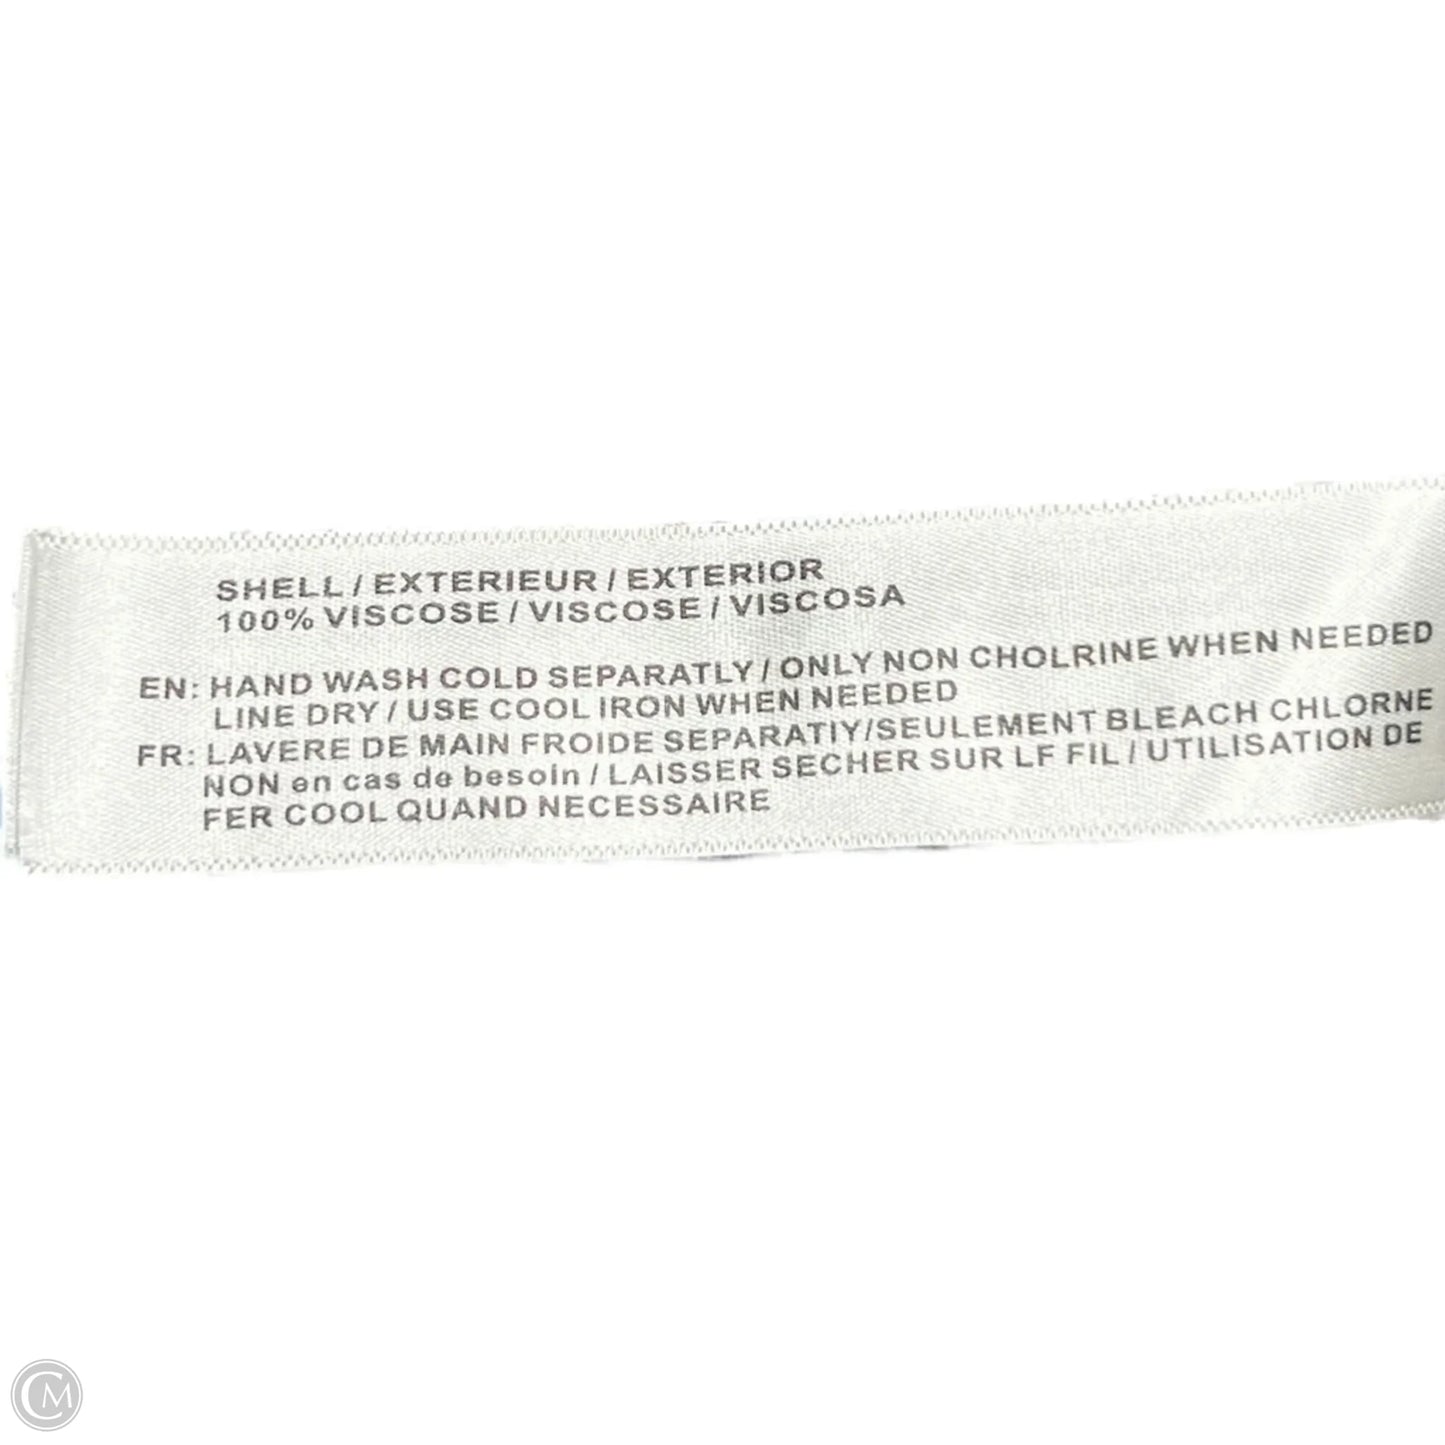 SHELL / EXTERIEUR / EXTERIOR
100% VISCOSE / VISCOSE / VISCOSA
EN: HAND WASH COLD SEPARATLY / ONLY NON CHOLRINE WHEN NEEDED
LINE DRY / USE COOL IRON WHEN NEEDED
FR: LAVERE DE MAIN FROIDE SEPARATIY/SEULEMENT BLEACH CHLORNE
NON en cas de besoin / LAISSER SECHER SUR LF FIL / UTILISATION DE
FER COOL QUAND NECESSAIRE
CM